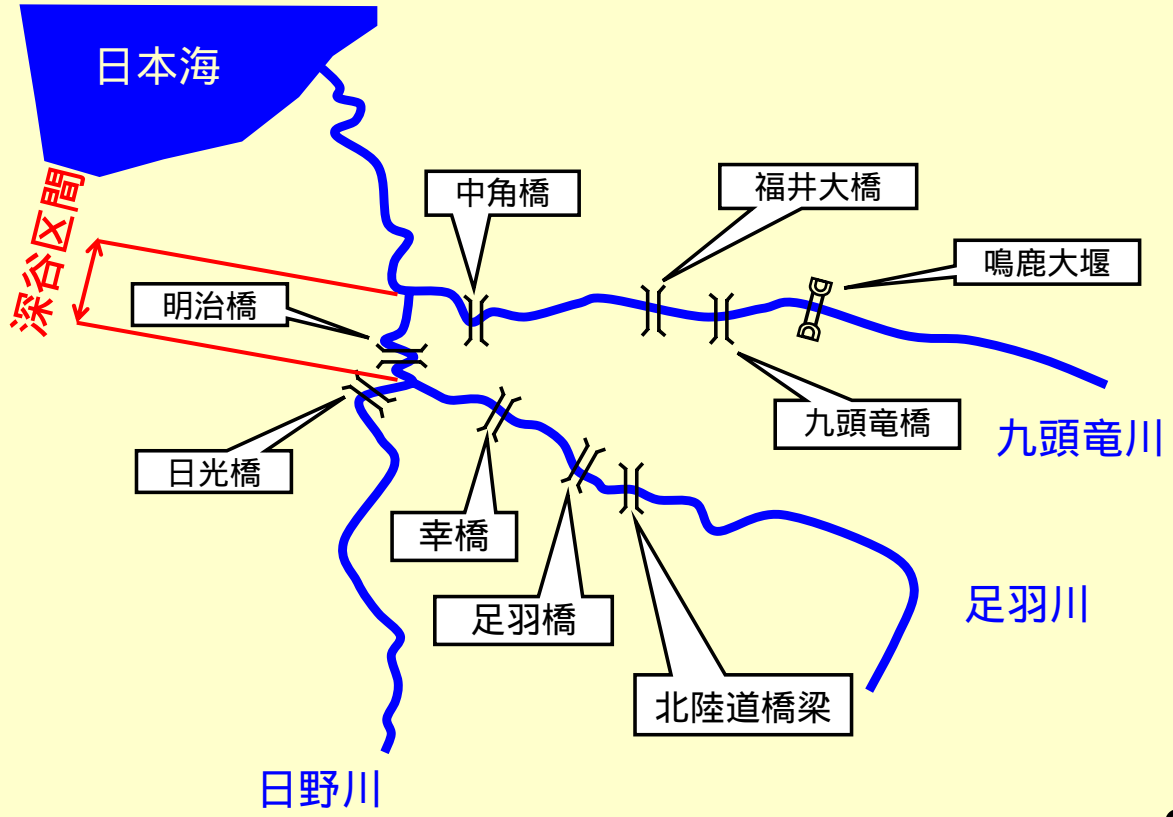 日本海
深谷区間
中角橋
福井大橋
鳴鹿大堰
明治橋
九頭竜橋
九頭竜川
日光橋
幸橋
足羽橋
足羽川
北陸道橋梁
日野川